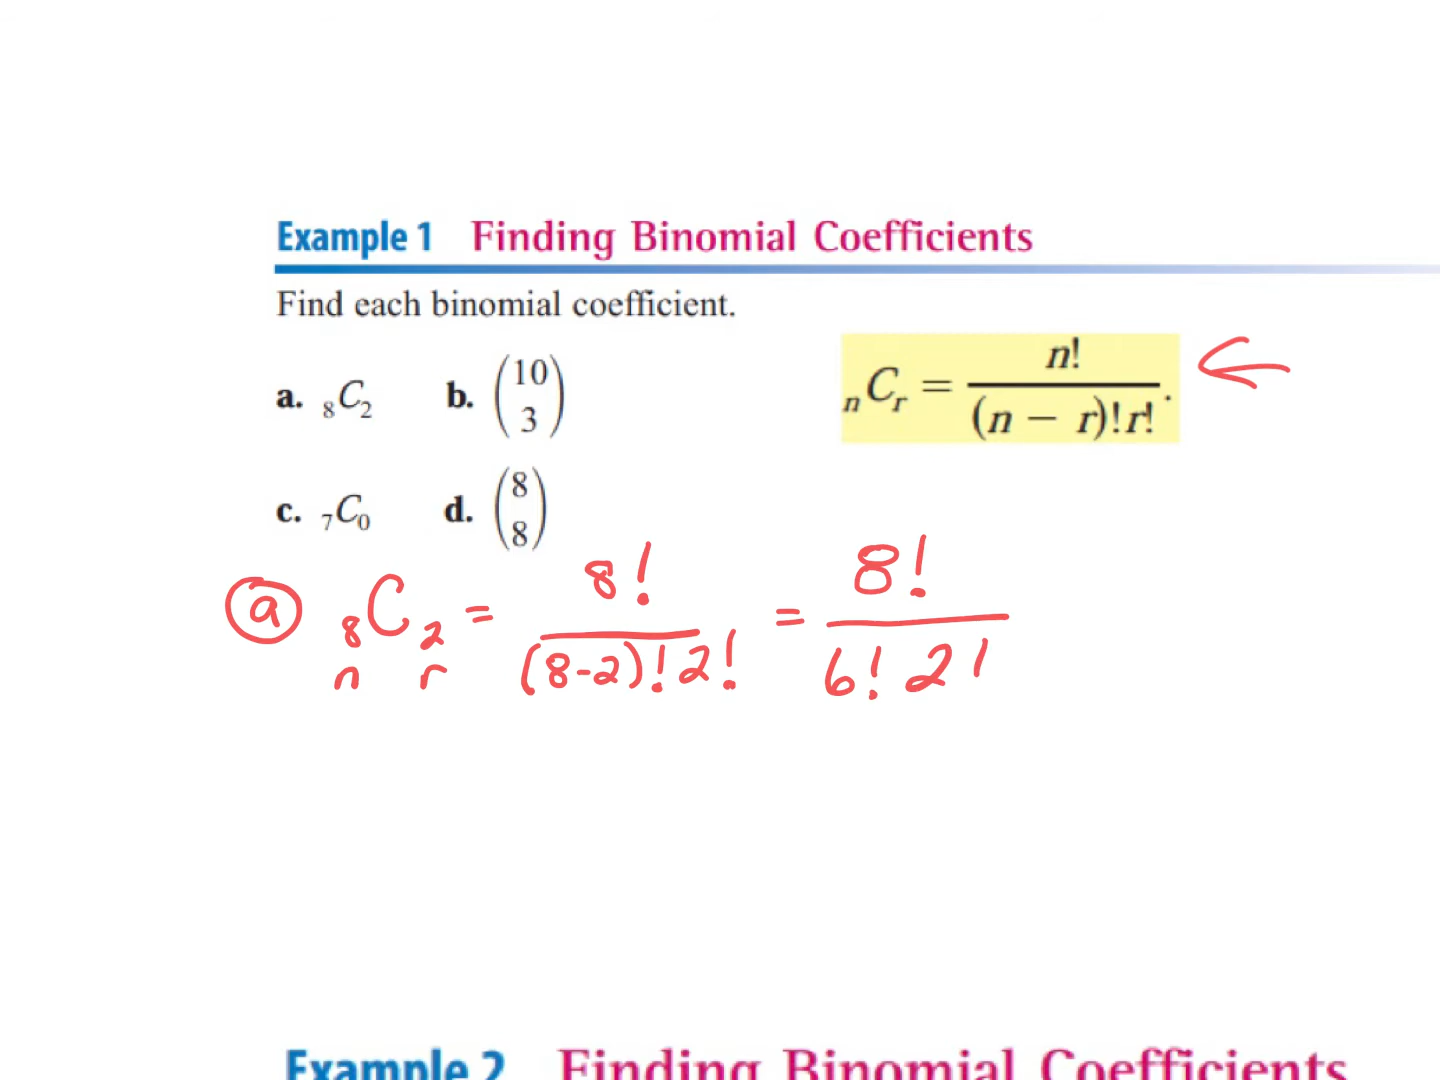 Example 1 Finding Binomial Coefficients
Find each binomial coefficient.
a. ₈C₂ b. (10 3) ₙCᵣ = n! / (n − r)!r!.
c. ₇C₀ d. (8 8)
ⓐ ₈C₂ = 8! / (8-2)! 2! = 8! / 6! 2!
n r
Example 2 Finding Binomial Coefficients